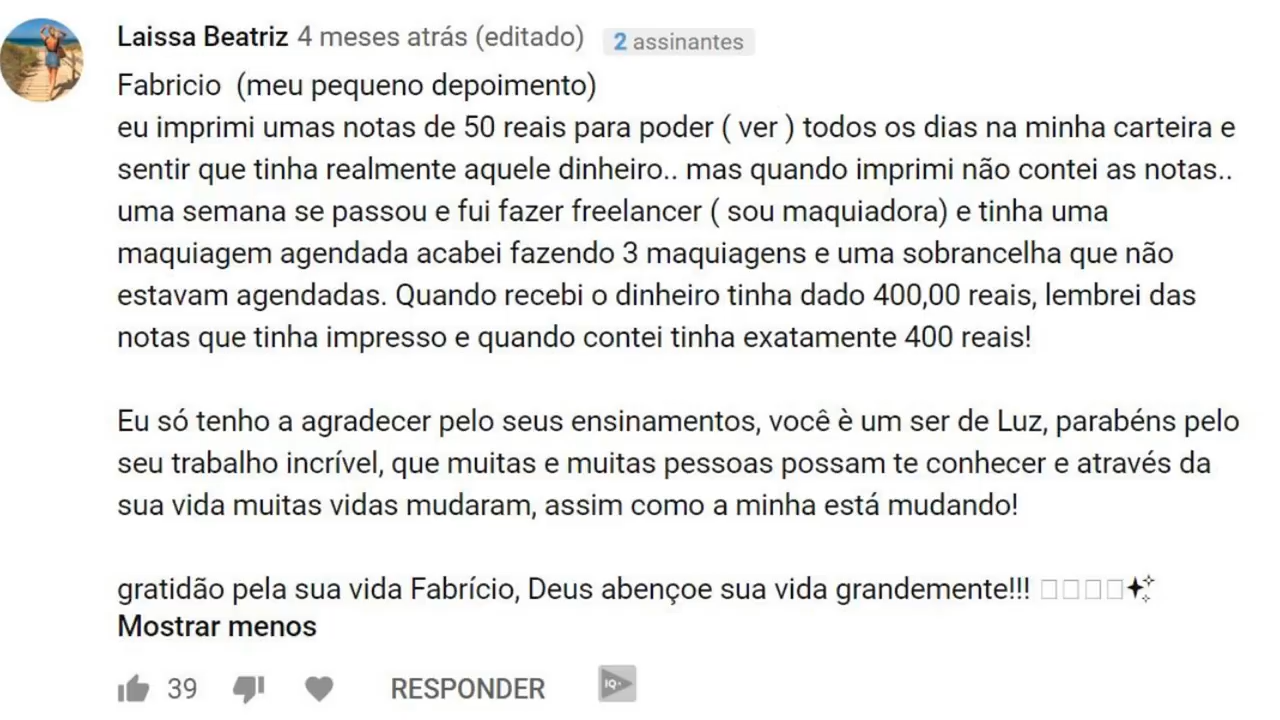 Laissa Beatriz 4 meses atrás (editado) 2 assinantes
Fabricio (meu pequeno depoimento)
eu imprimi umas notas de 50 reais para poder ( ver ) todos os dias na minha carteira e
sentir que tinha realmente aquele dinheiro.. mas quando imprimi não contei as notas..
uma semana se passou e fui fazer freelancer ( sou maquiadora) e tinha uma
maquiagem agendada acabei fazendo 3 maquiagens e uma sobrancelha que não
estavam agendadas. Quando recebi o dinheiro tinha dado 400,00 reais, lembrei das
notas que tinha impresso e quando contei tinha exatamente 400 reais!
Eu só tenho a agradecer pelo seus ensinamentos, você è um ser de Luz, parabéns pelo
seu trabalho incrível, que muitas e muitas pessoas possam te conhecer e através da
sua vida muitas vidas mudaram, assim como a minha está mudando!
gratidão pela sua vida Fabrício, Deus abençoe sua vida grandemente!!! □□□□✨
Mostrar menos
39 RESPONDER IQ